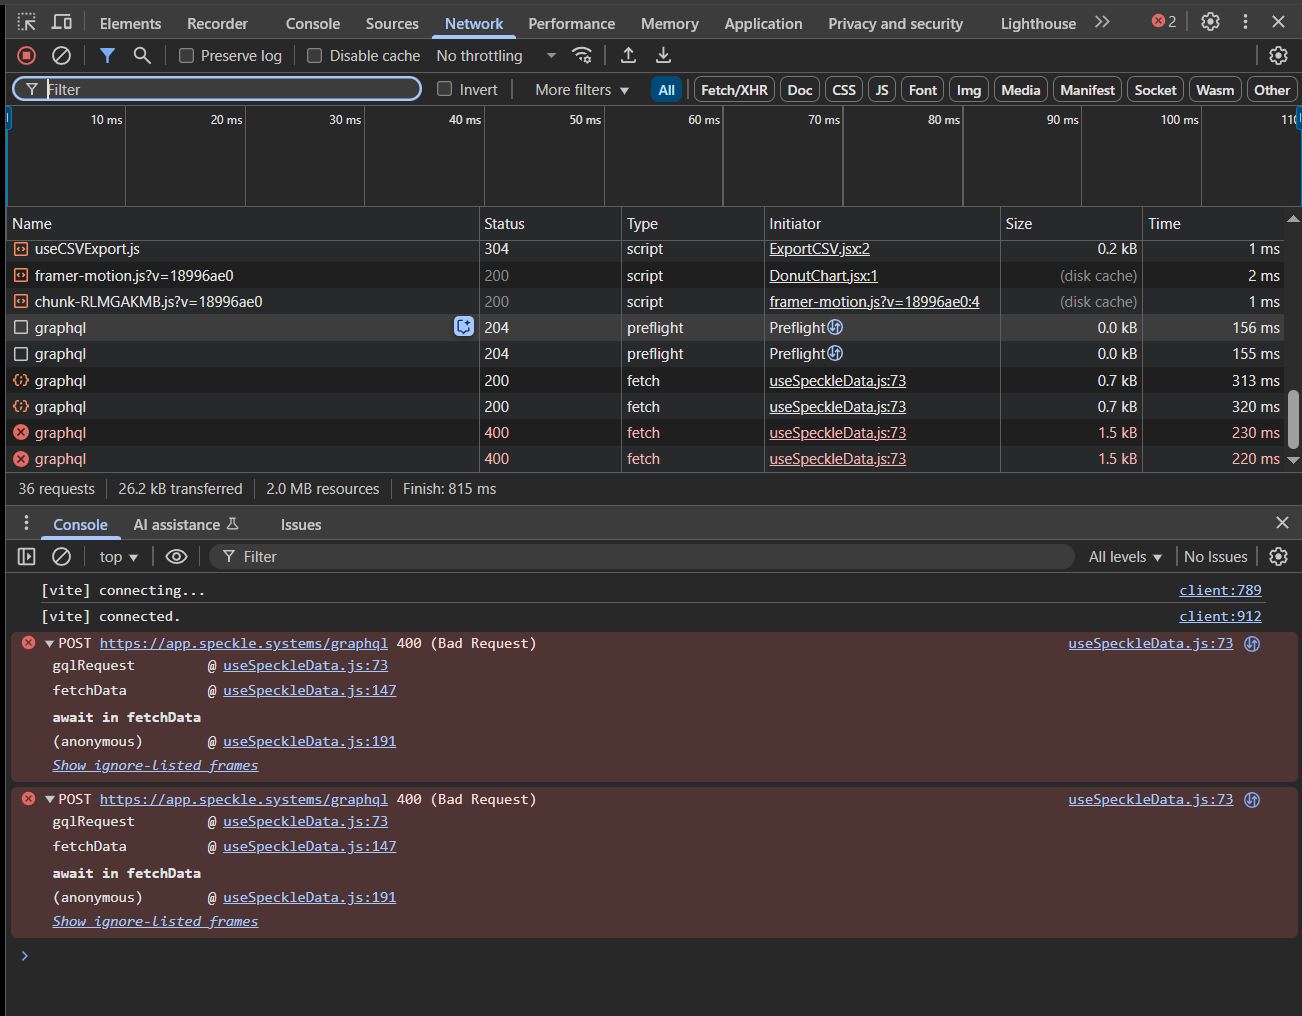 Elements Recorder Console Sources Network Performance Memory Application Privacy and security Lighthouse 2
Preserve log Disable cache No throttling
Filter Invert More filters All Fetch/XHR Doc CSS JS Font Img Media Manifest Socket Wasm Other
10 ms 20 ms 30 ms 40 ms 50 ms 60 ms 70 ms 80 ms 90 ms 100 ms 110
Name Status Type Initiator Size Time
useCSVExport.js 304 script ExportCSV.jsx:2 0.2 kB 1 ms
framer-motion.js?v=18996ae0 200 script DonutChart.jsx:1 (disk cache) 2 ms
chunk-RLMGAKMB.js?v=18996ae0 200 script framer-motion.js?v=18996ae0:4 (disk cache) 1 ms
graphql 204 preflight Preflight 0.0 kB 156 ms
graphql 204 preflight Preflight 0.0 kB 155 ms
graphql 200 fetch useSpeckleData.js:73 0.7 kB 313 ms
graphql 200 fetch useSpeckleData.js:73 0.7 kB 320 ms
graphql 400 fetch useSpeckleData.js:73 1.5 kB 230 ms
graphql 400 fetch useSpeckleData.js:73 1.5 kB 220 ms
36 requests 26.2 kB transferred 2.0 MB resources Finish: 815 ms
Console AI assistance Issues
top Filter All levels No Issues
[vite] connecting... client:789
[vite] connected. client:912
POST https://app.speckle.systems/graphql 400 (Bad Request) useSpeckleData.js:73
gqlRequest @ useSpeckleData.js:73
fetchData @ useSpeckleData.js:147
await in fetchData
(anonymous) @ useSpeckleData.js:191
Show ignore-listed frames
POST https://app.speckle.systems/graphql 400 (Bad Request) useSpeckleData.js:73
gqlRequest @ useSpeckleData.js:73
fetchData @ useSpeckleData.js:147
await in fetchData
(anonymous) @ useSpeckleData.js:191
Show ignore-listed frames